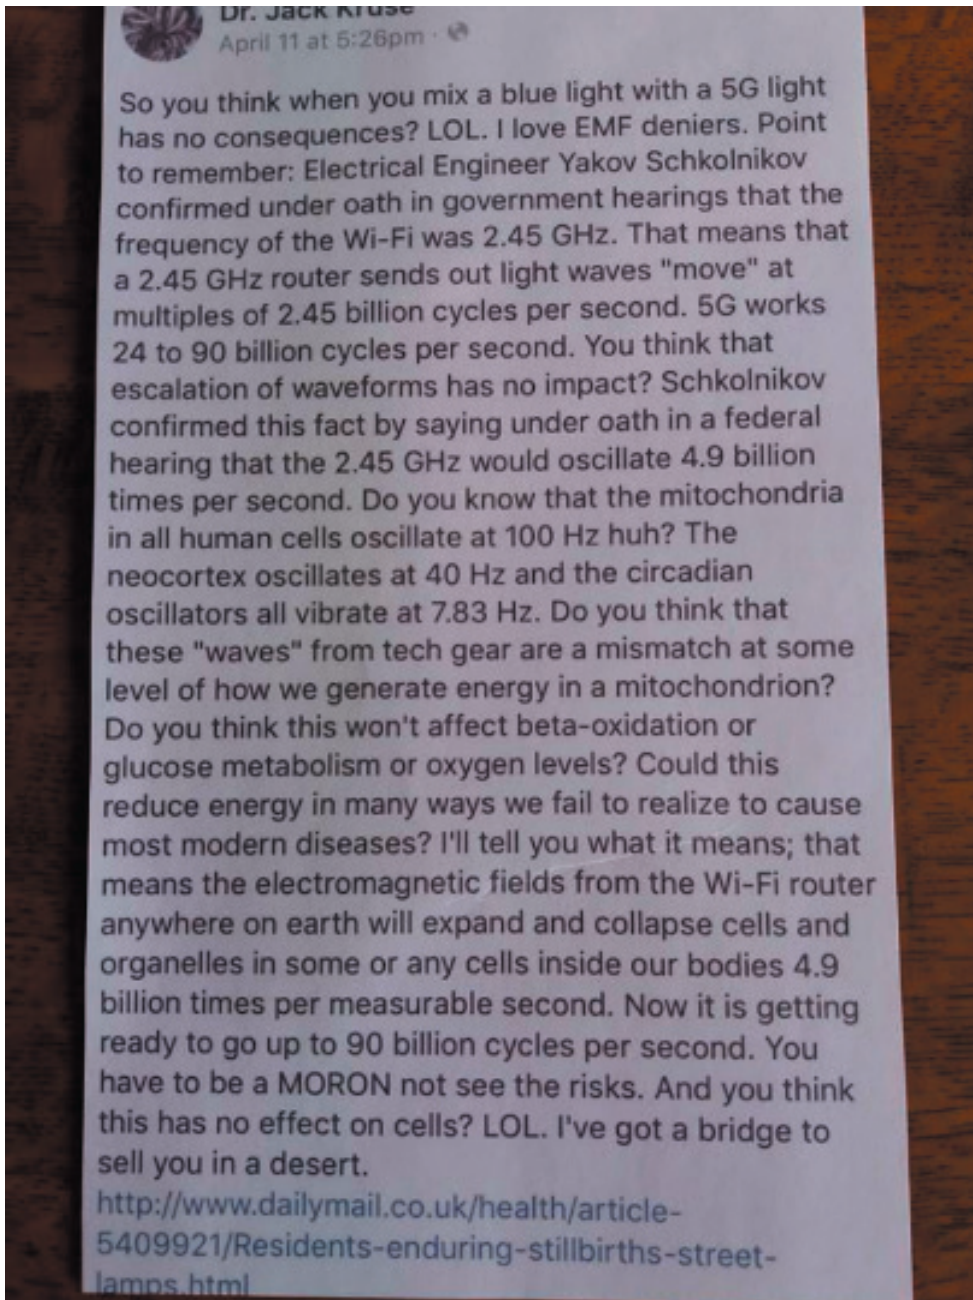 Dr. Jack Kruse
April 11 at 5:26pm ·
So you think when you mix a blue light with a 5G light
has no consequences? LOL. I love EMF deniers. Point
to remember: Electrical Engineer Yakov Schkolnikov
confirmed under oath in government hearings that the
frequency of the Wi-Fi was 2.45 GHz. That means that
a 2.45 GHz router sends out light waves "move" at
multiples of 2.45 billion cycles per second. 5G works
24 to 90 billion cycles per second. You think that
escalation of waveforms has no impact? Schkolnikov
confirmed this fact by saying under oath in a federal
hearing that the 2.45 GHz would oscillate 4.9 billion
times per second. Do you know that the mitochondria
in all human cells oscillate at 100 Hz huh? The
neocortex oscillates at 40 Hz and the circadian
oscillators all vibrate at 7.83 Hz. Do you think that
these "waves" from tech gear are a mismatch at some
level of how we generate energy in a mitochondrion?
Do you think this won't affect beta-oxidation or
glucose metabolism or oxygen levels? Could this
reduce energy in many ways we fail to realize to cause
most modern diseases? I'll tell you what it means; that
means the electromagnetic fields from the Wi-Fi router
anywhere on earth will expand and collapse cells and
organelles in some or any cells inside our bodies 4.9
billion times per measurable second. Now it is getting
ready to go up to 90 billion cycles per second. You
have to be a MORON not see the risks. And you think
this has no effect on cells? LOL. I've got a bridge to
sell you in a desert.
http://www.dailymail.co.uk/health/article-
5409921/Residents-enduring-stillbirths-street-
lamps.html